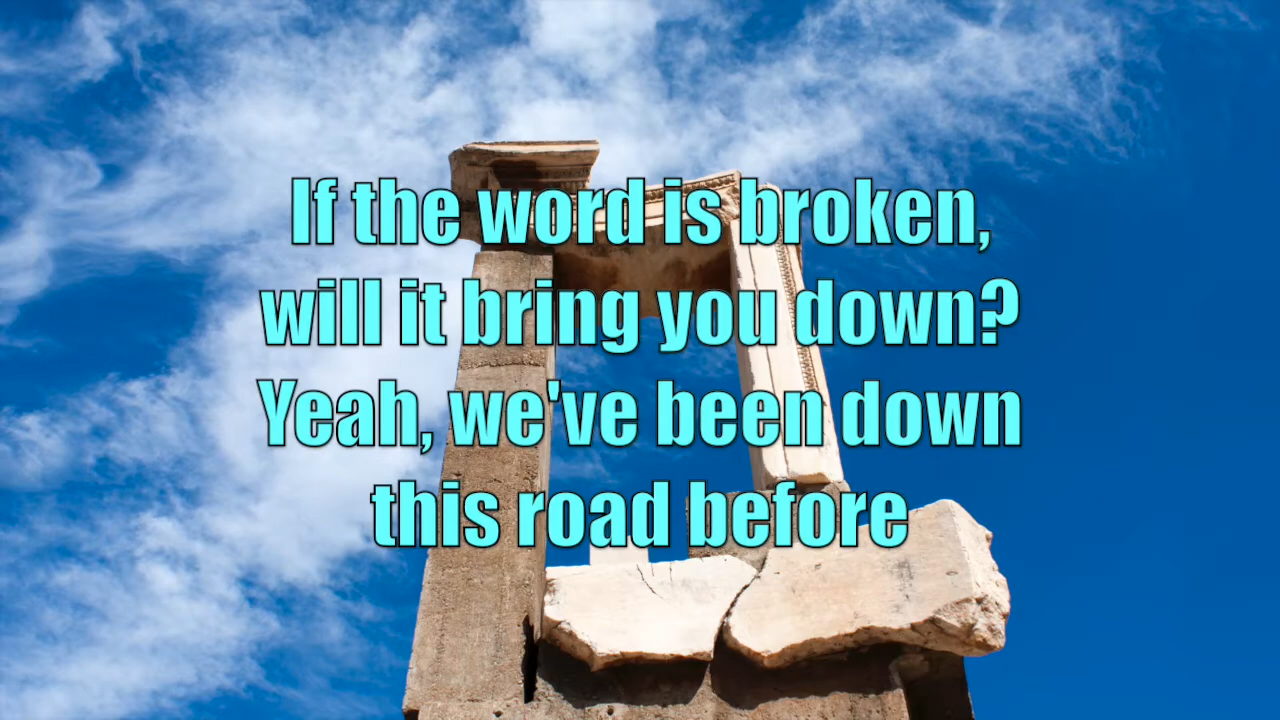 If the word is broken,
will it bring you down?
Yeah, we've been down
this road before